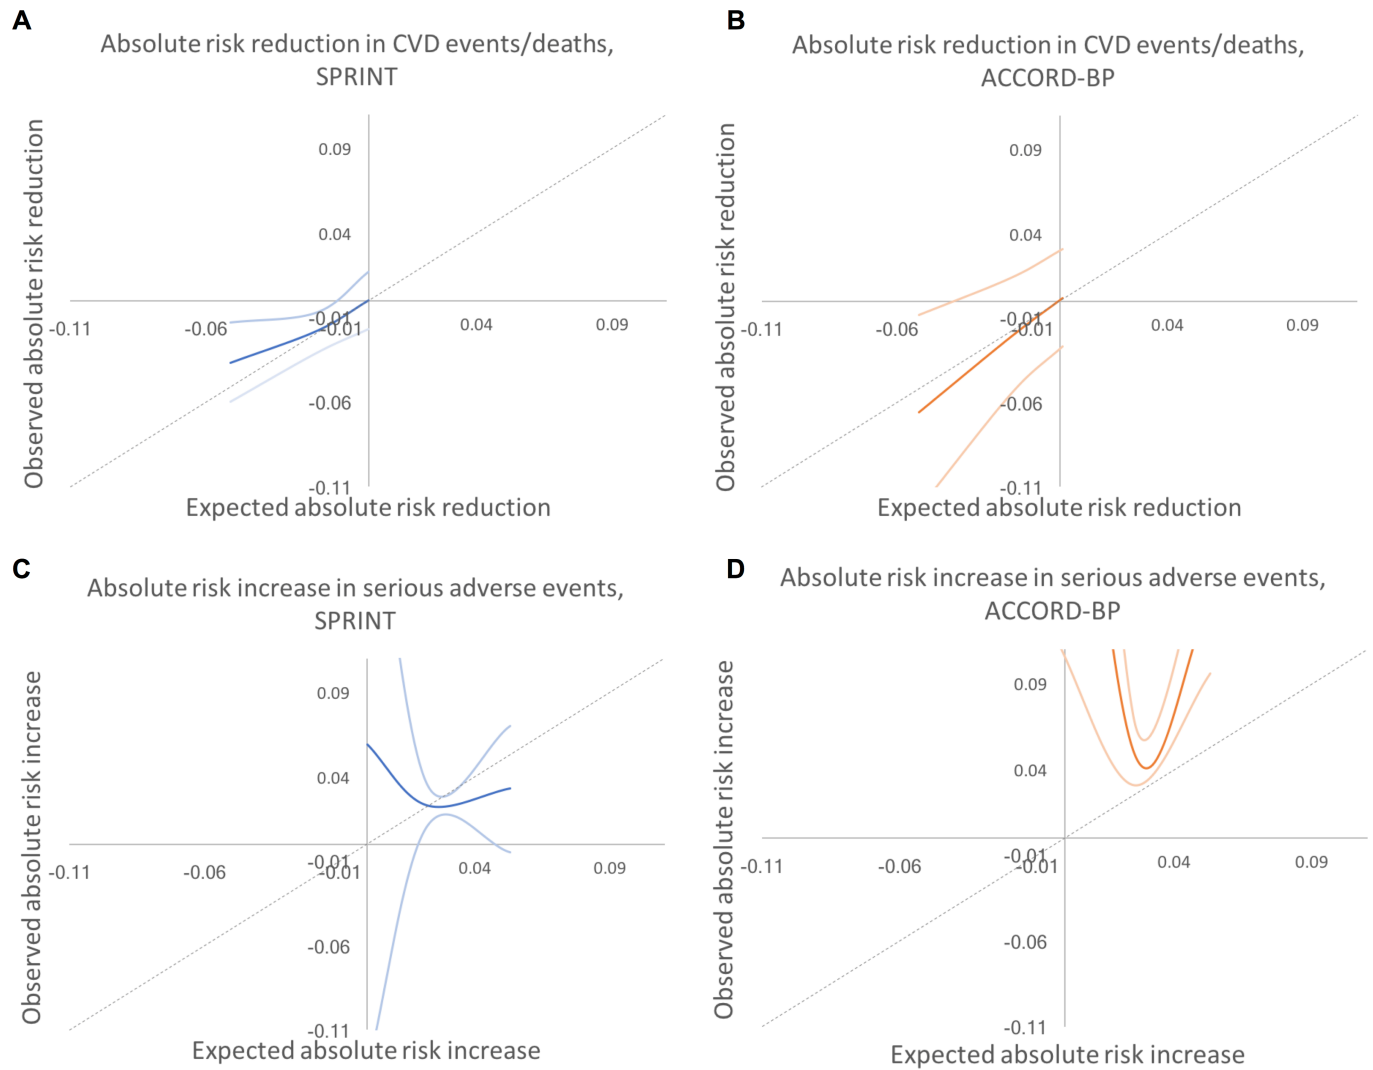 A
Absolute risk reduction in CVD events/deaths,
SPRINT
Observed absolute risk reduction
0.09
0.04
-0.01
-0.11
-0.06
-0.01
0.04
0.09
-0.06
-0.11
Expected absolute risk reduction
B
Absolute risk reduction in CVD events/deaths,
ACCORD-BP
Observed absolute risk reduction
0.09
0.04
-0.01
-0.11
-0.06
-0.01
0.04
0.09
-0.06
-0.11
Expected absolute risk reduction
C
Absolute risk increase in serious adverse events,
SPRINT
Observed absolute risk increase
0.09
0.04
-0.01
-0.11
-0.06
-0.01
0.04
0.09
-0.06
-0.11
Expected absolute risk increase
D
Absolute risk increase in serious adverse events,
ACCORD-BP
Observed absolute risk increase
0.09
0.04
-0.01
-0.11
-0.06
-0.01
0.04
0.09
-0.06
-0.11
Expected absolute risk increase